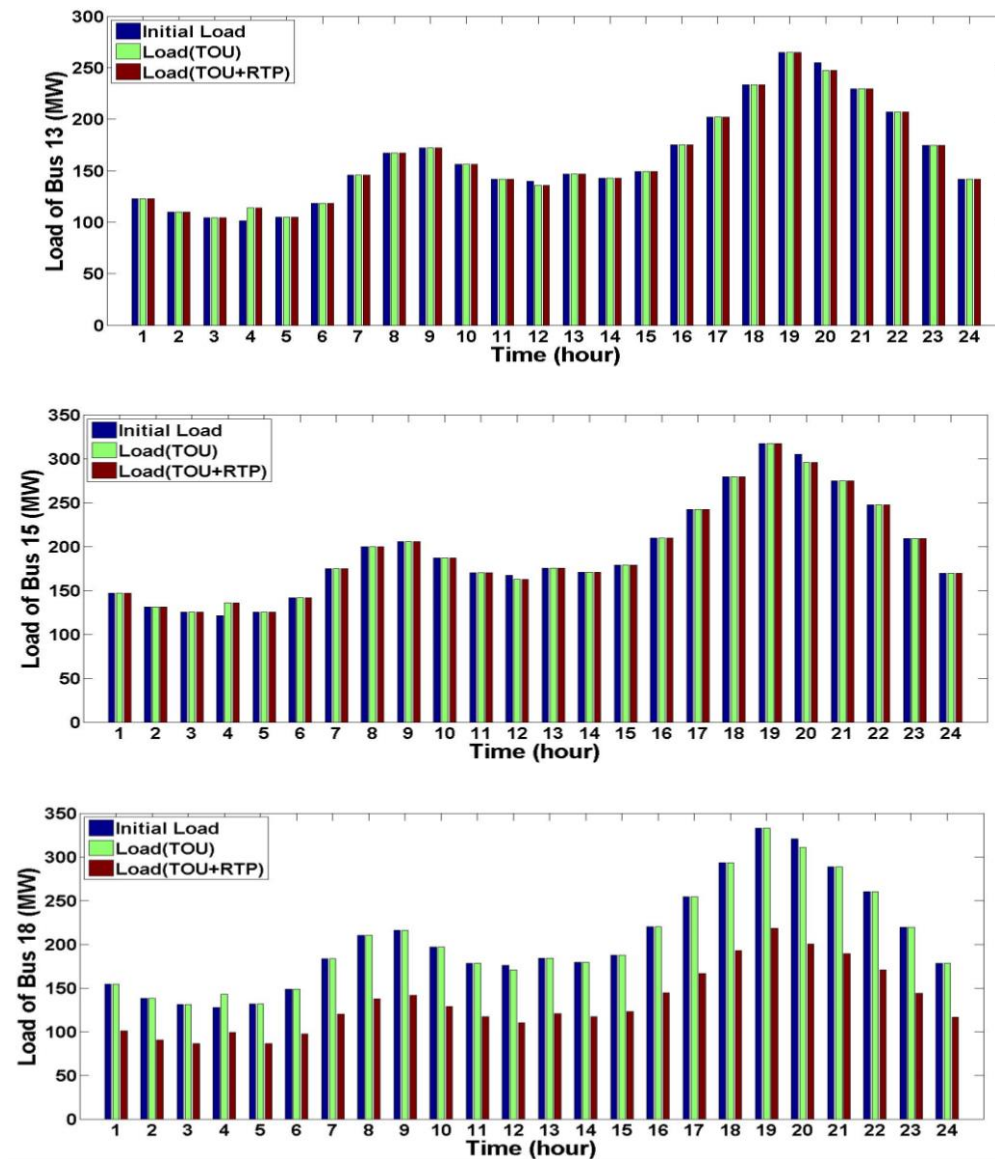 Load of Bus 13 (MW)
300
250
200
150
100
50
0
Initial Load
Load(TOU)
Load(TOU+RTP)
1 2 3 4 5 6 7 8 9 10 11 12 13 14 15 16 17 18 19 20 21 22 23 24
Time (hour)
Load of Bus 15 (MW)
350
300
250
200
150
100
50
0
Initial Load
Load(TOU)
Load(TOU+RTP)
1 2 3 4 5 6 7 8 9 10 11 12 13 14 15 16 17 18 19 20 21 22 23 24
Time (hour)
Load of Bus 18 (MW)
350
300
250
200
150
100
50
0
Initial Load
Load(TOU)
Load(TOU+RTP)
1 2 3 4 5 6 7 8 9 10 11 12 13 14 15 16 17 18 19 20 21 22 23 24
Time (hour)